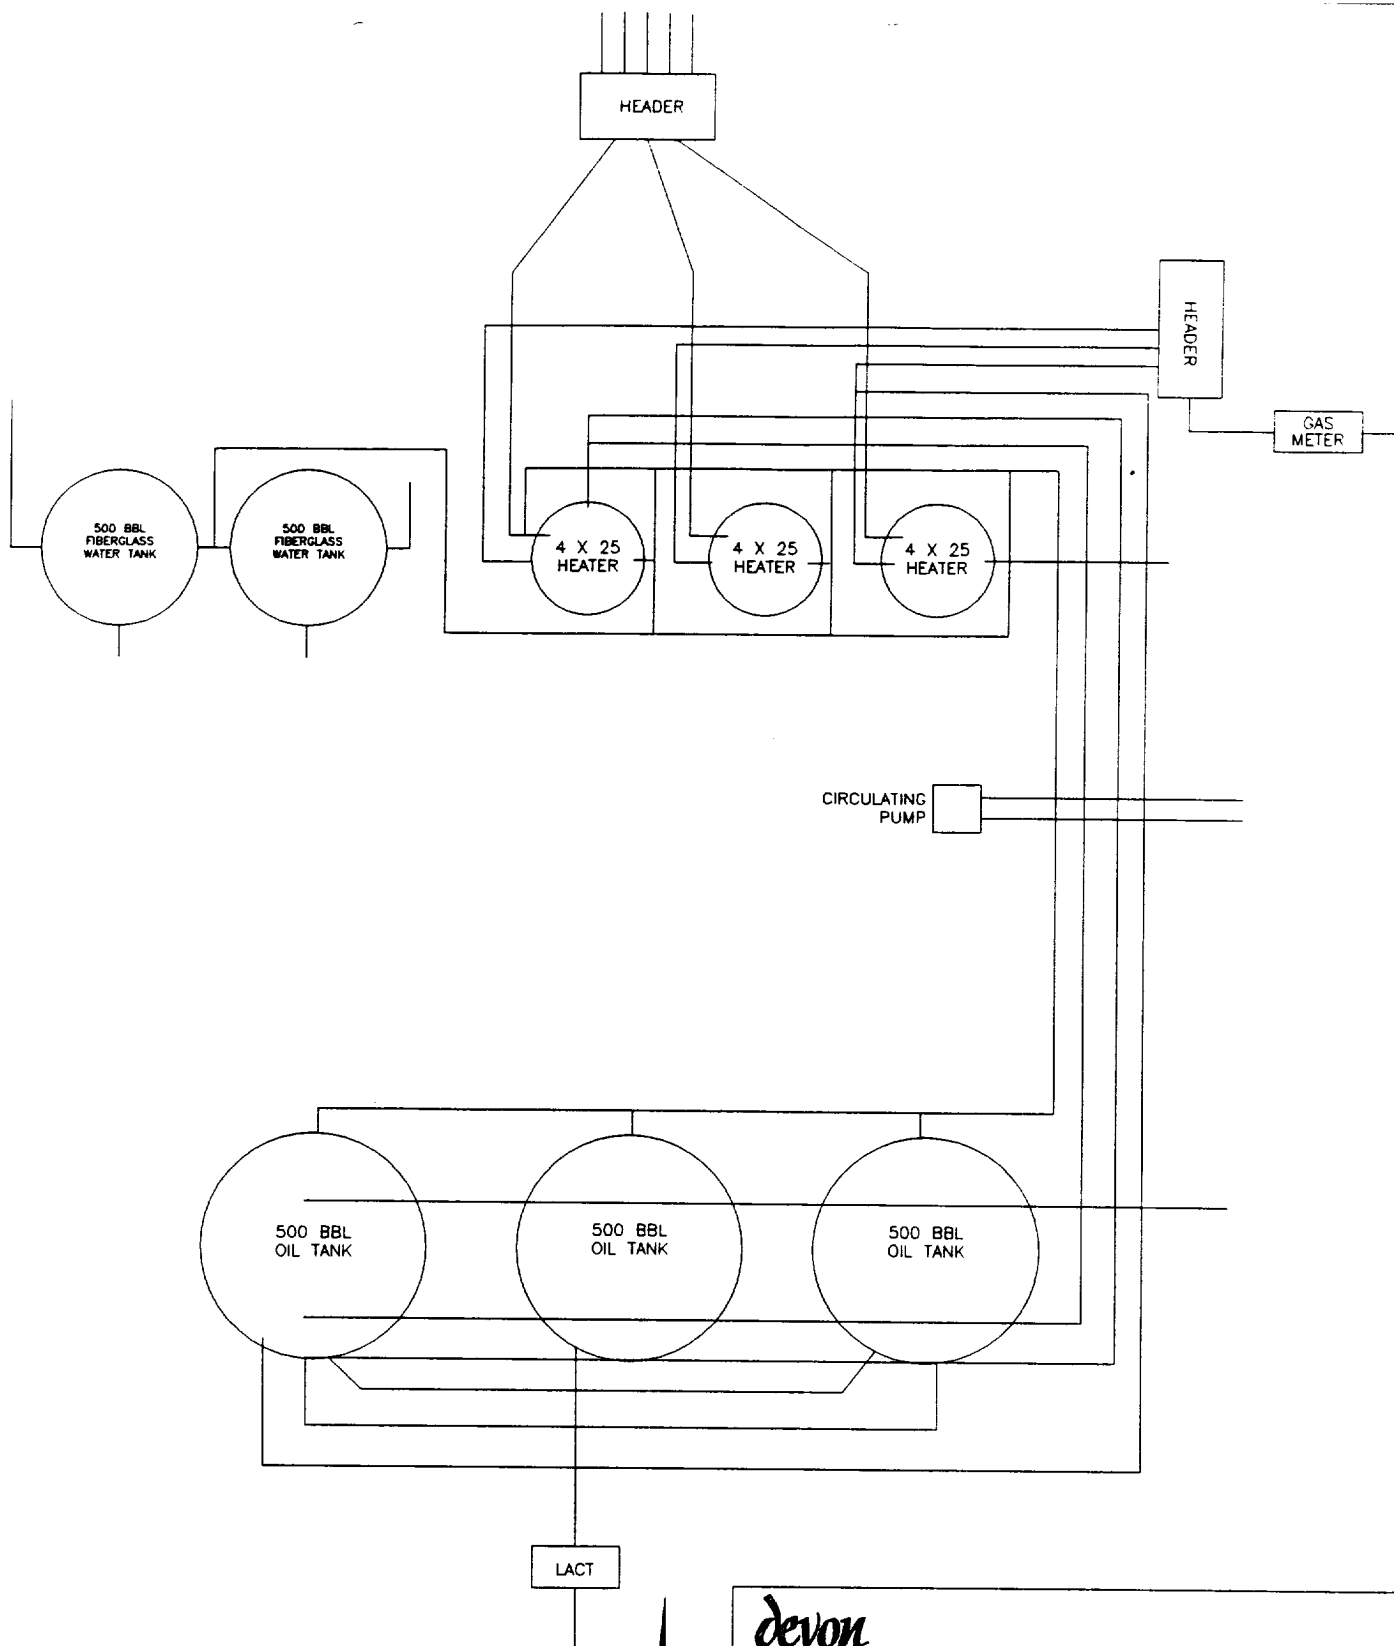 HEADER
HEADER
GAS
METER
500 BBL
FIBERGLASS
WATER TANK
500 BBL
FIBERGLASS
WATER TANK
4 X 25
HEATER
4 X 25
HEATER
4 X 25
HEATER
CIRCULATING
PUMP
500 BBL
OIL TANK
500 BBL
OIL TANK
500 BBL
OIL TANK
LACT
devon